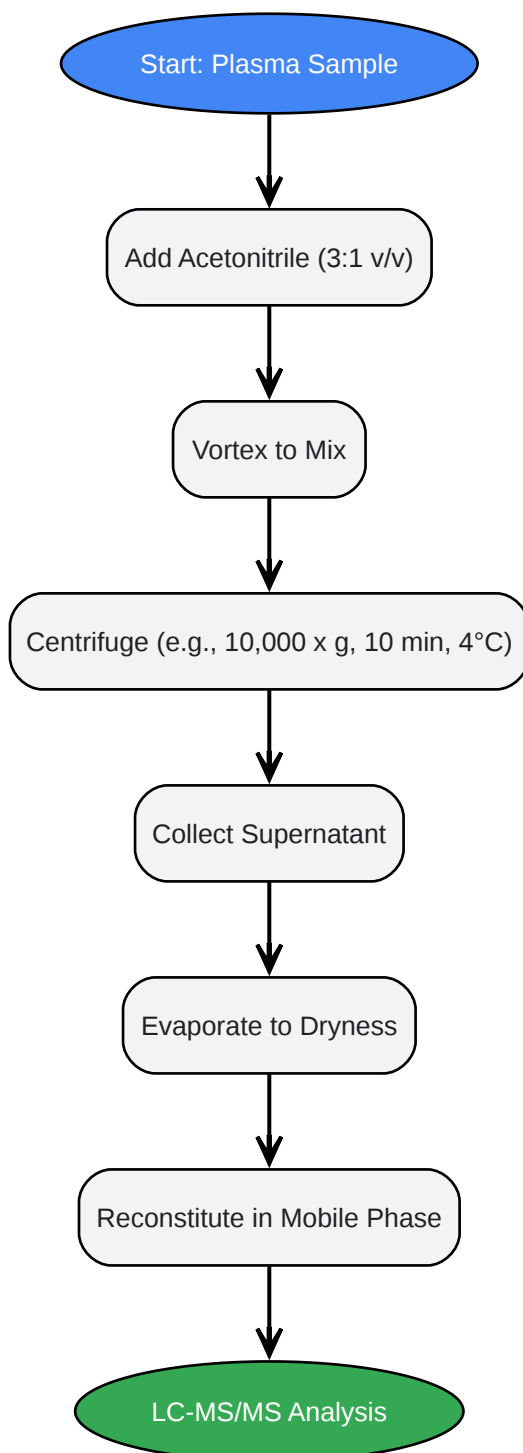 Start: Plasma Sample
Add Acetonitrile (3:1 v/v)
Vortex to Mix
Centrifuge (e.g., 10,000 x g, 10 min, 4°C)
Collect Supernatant
Evaporate to Dryness
Reconstitute in Mobile Phase
LC-MS/MS Analysis